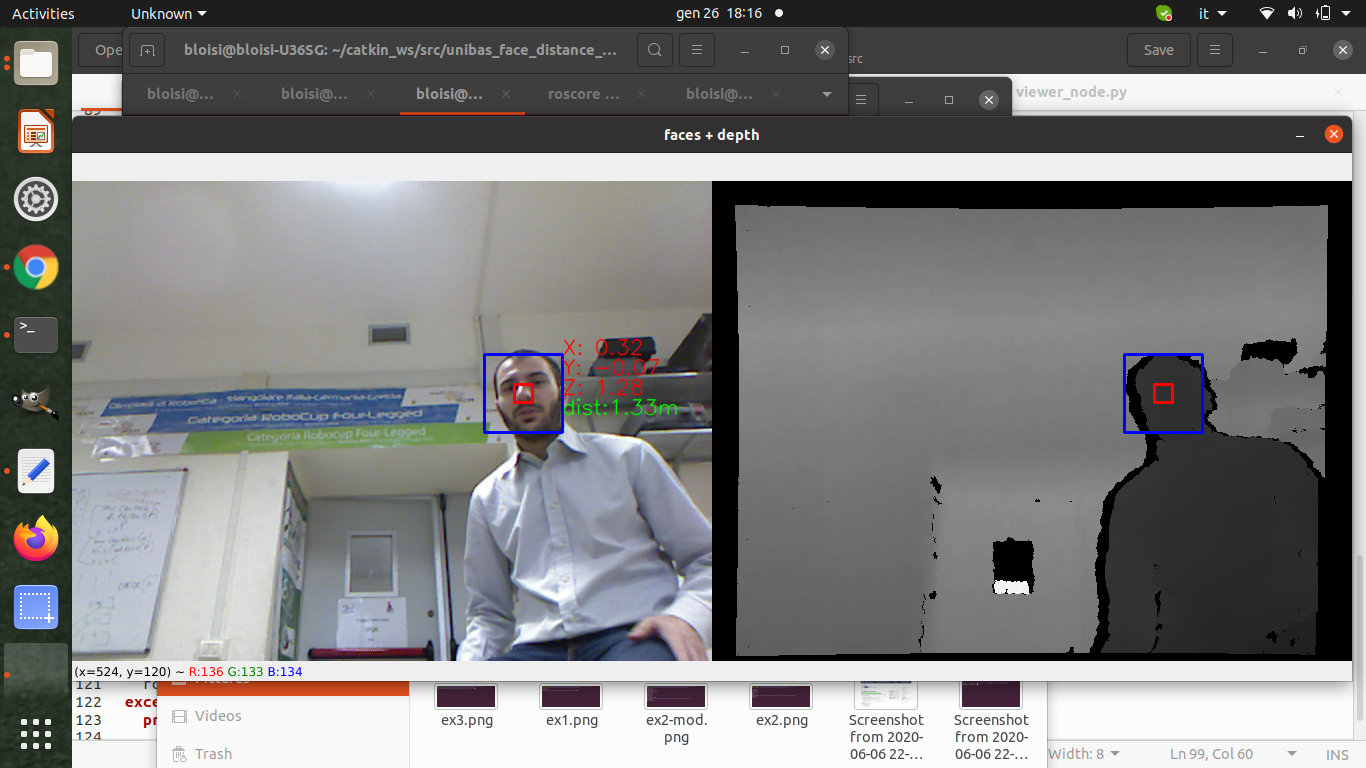 Activities
Unknown
gen 26 18:16
it
Ope
bloisi@bloisi-U36SG: ~/catkin_ws/src/unibas_face_distance_...
src
Save
bloisi@...
bloisi@...
bloisi@...
roscore ...
bloisi@...
viewer_node.py
faces + depth
X: 0.32
Y: -0.07
Z: 1.28
dist:1.33m
Categoria RoboCup Four-Legged
Categoria Robocup Four-Legged
(x=524, y=120) ~ R:136 G:133 B:134
121
122 exce
123 pr
124
Pictures
Videos
Trash
ex3.png
ex1.png
ex2-mod.
png
ex2.png
Screenshot
from 2020-
06-06 22-...
Screenshot
from 2020-
06-06 22-...
Width: 8
Ln 99, Col 60
INS